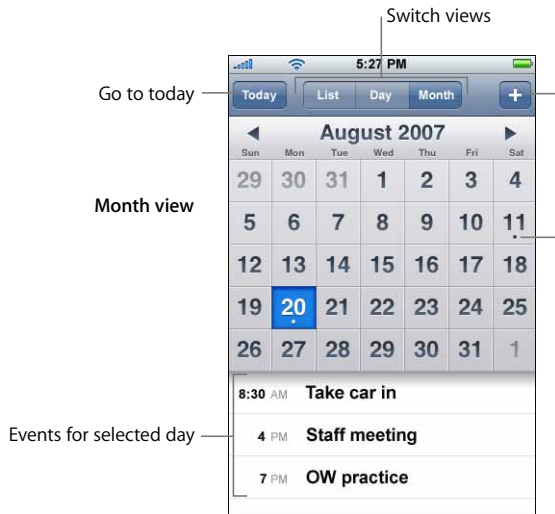 Switch views
5:27 PM
Go to today
Today List Day Month +
August 2007
Sun Mon Tue Wed Thu Fri Sat
29 30 31 1 2 3 4
Month view
5 6 7 8 9 10 11
12 13 14 15 16 17 18
19 20 21 22 23 24 25
26 27 28 29 30 31 1
8:30 AM Take car in
Events for selected day
4 PM Staff meeting
7 PM OW practice